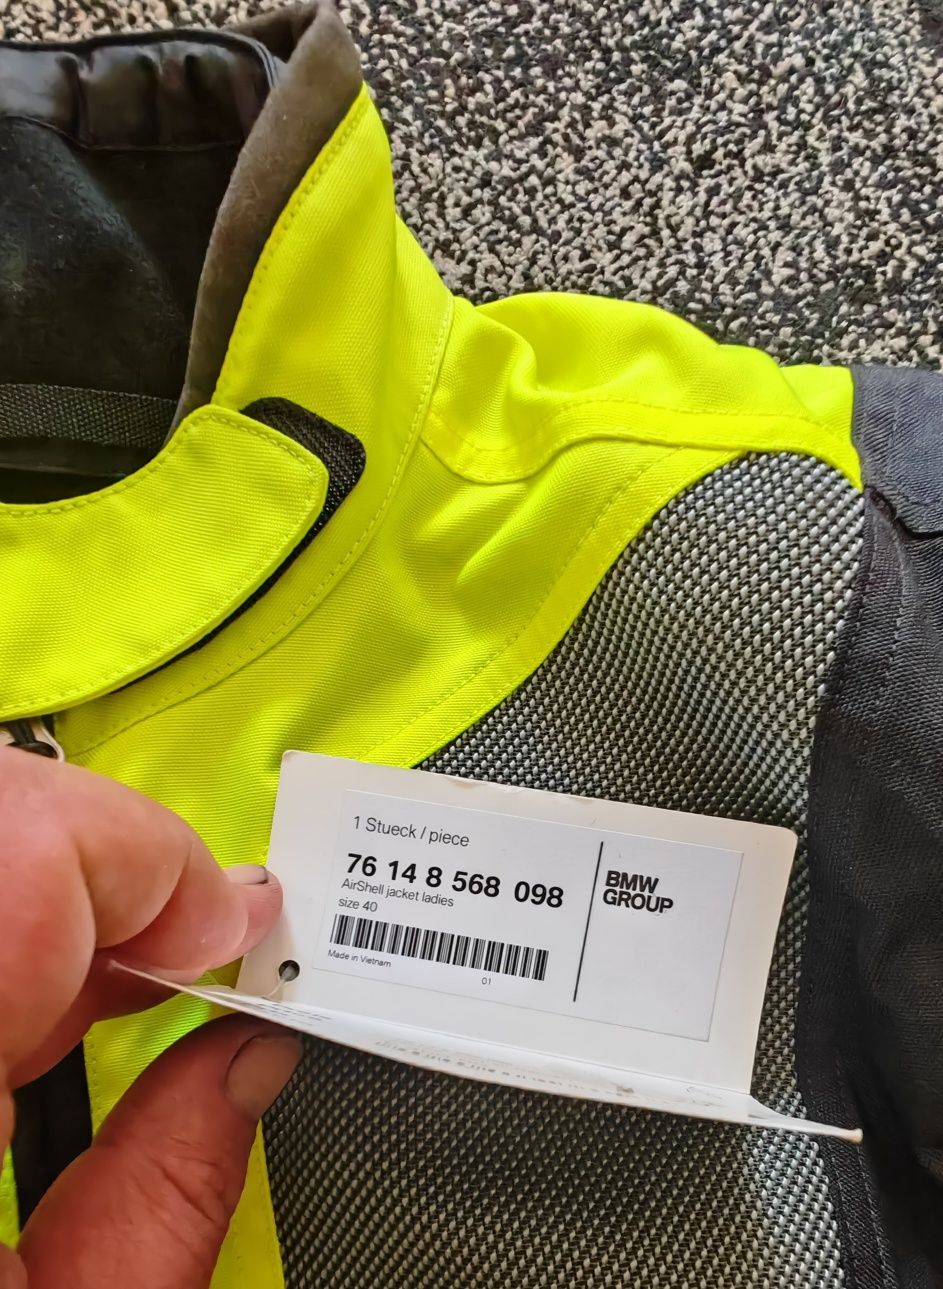 1 Stueck / piece
76 14 8 568 098
AirShell jacket ladies
size 40
Made in Vietnam
01
BMW
GROUP